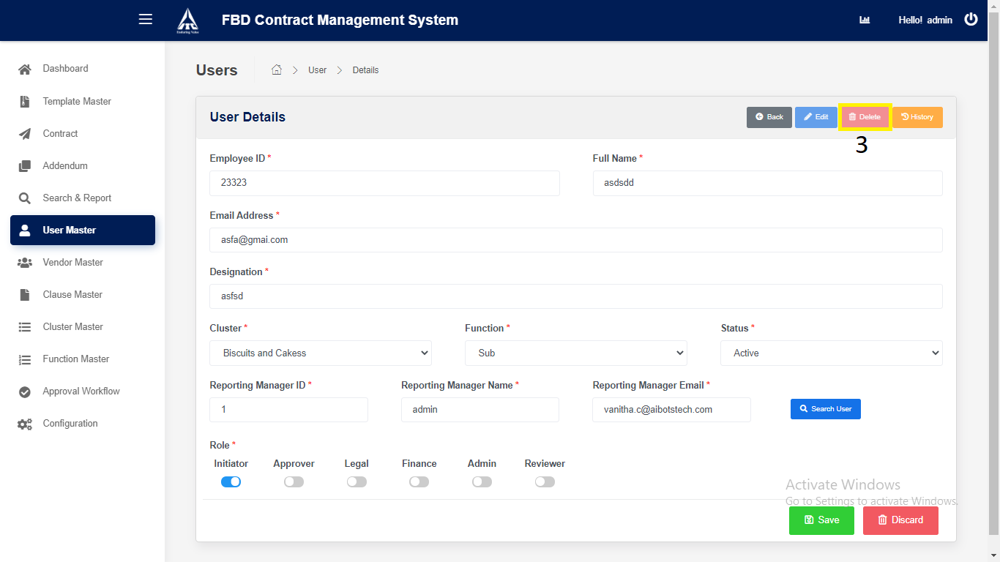 FBD Contract Management System
Hello! admin
Enduring Value
Dashboard
Template Master
Contract
Addendum
Search & Report
User Master
Vendor Master
Clause Master
Cluster Master
Function Master
Approval Workflow
Configuration
Users
User
Details
User Details
Back
Edit
Delete
History
3
Employee ID *
Full Name *
23323
asdsdd
Email Address *
asfa@gmai.com
Designation *
asfsd
Cluster *
Function *
Status *
Biscuits and Cakess
Sub
Active
Reporting Manager ID *
Reporting Manager Name *
Reporting Manager Email *
1
admin
vanitha.c@aibotstech.com
Search User
Role *
Initiator
Approver
Legal
Finance
Admin
Reviewer
Activate Windows
Go to Settings to activate Windows.
Save
Discard